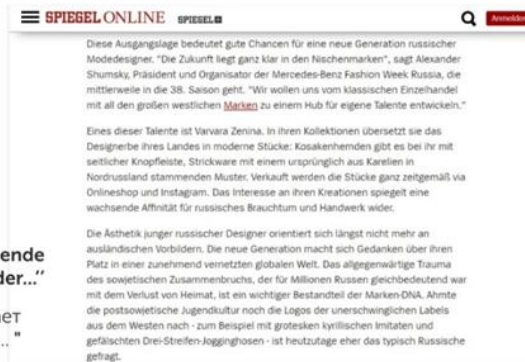 SPIEGEL ONLINE SPIEGEL+
Anmelden
Diese Ausgangslage bedeutet gute Chancen für eine neue Generation russischer
Modedesigner. "Die Zukunft liegt ganz klar in den Nischenmarken", sagt Alexander
Shumsky, Präsident und Organisator der Mercedes-Benz Fashion Week Russia, die
mittlerweile in die 38. Saison geht. "Wir wollen uns vom klassischen Einzelhandel
mit all den großen westlichen Marken zu einem Hub für eigene Talente entwickeln."
Eines dieser Talente ist Varvara Zenina. In ihren Kollektionen übersetzt sie das
Designerbe ihres Landes in moderne Stücke: Kosakenhemden gibt es bei ihr mit
seitlicher Knopfleiste, Strickware mit einem ursprünglich aus Karelien in
Nordrussland stammenden Muster. Verkauft werden die Stücke ganz zeitgemäß via
Onlineshop und Instagram. Das Interesse an ihren Kreationen spiegelt eine
wachsende Affinität für russisches Brauchtum und Handwerk wider.
Die Ästhetik junger russischer Designer orientiert sich längst nicht mehr an
ausländischen Vorbildern. Die neue Generation macht sich Gedanken über ihren
Platz in einer zunehmend vernetzten globalen Welt. Das allgegenwärtige Trauma
des sowjetischen Zusammenbruchs, der für Millionen Russen gleichbedeutend war
mit dem Verlust von Heimat, ist ein wichtiger Bestandteil der Marken-DNA. Ahmte
die postsowjetische Jugendkultur noch die Logos der unerschwinglichen Labels
aus dem Westen nach - zum Beispiel mit grotesken kyrillischen Imitaten und
gefälschten Drei-Streifen-Jogginghosen - ist heutzutage eher das typisch Russische
gefragt.
ende
der..."
ет
... "